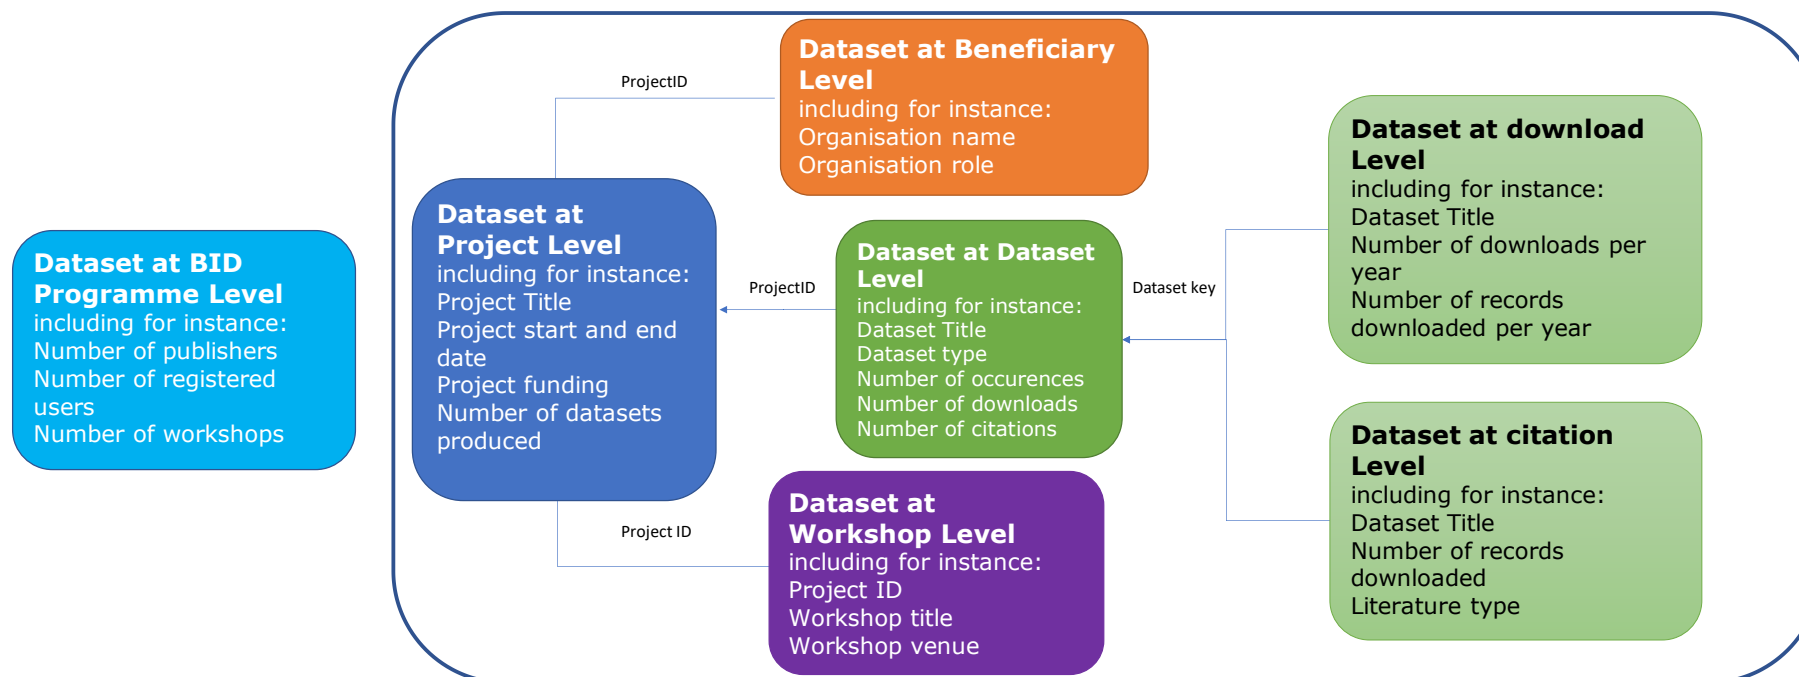 Dataset at BID
Programme Level
including for instance:
Number of publishers
Number of registered
users
Number of workshops
ProjectID
Dataset at
Project Level
including for instance:
Project Title
Project start and end
date
Project funding
Number of datasets
produced
Project ID
ProjectID
Dataset at Beneficiary
Level
including for instance:
Organisation name
Organisation role
Dataset at Dataset
Level
including for instance:
Dataset Title
Dataset type
Number of occurences
Number of downloads
Number of citations
Dataset at
Workshop Level
including for instance:
Project ID
Workshop title
Workshop venue
Dataset key
Dataset at download
Level
including for instance:
Dataset Title
Number of downloads per
year
Number of records
downloaded per year
Dataset at citation
Level
including for instance:
Dataset Title
Number of records
downloaded
Literature type